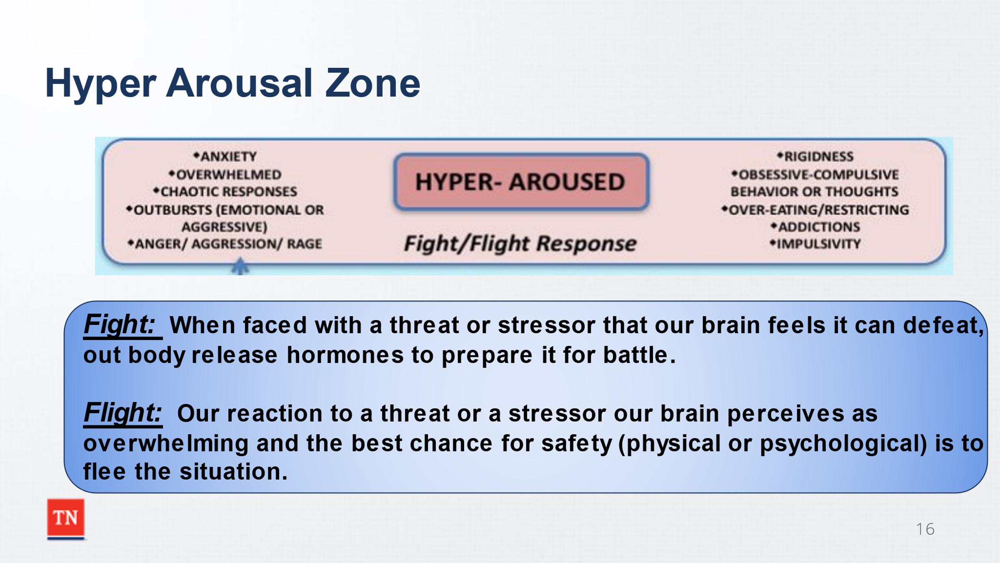 Hyper Arousal Zone
◆ANXIETY
◆OVERWHELMED
◆CHAOTIC RESPONSES
◆OUTBURSTS (EMOTIONAL OR
AGGRESSIVE)
◆ANGER/ AGGRESSION/ RAGE
HYPER- AROUSED
Fight/Flight Response
◆RIGIDNESS
◆OBSESSIVE-COMPULSIVE
BEHAVIOR OR THOUGHTS
◆OVER-EATING/RESTRICTING
◆ADDICTIONS
◆IMPULSIVITY
Fight: When faced with a threat or stressor that our brain feels it can defeat,
out body release hormones to prepare it for battle.
Flight: Our reaction to a threat or a stressor our brain perceives as
overwhelming and the best chance for safety (physical or psychological) is to
flee the situation.
TN
16